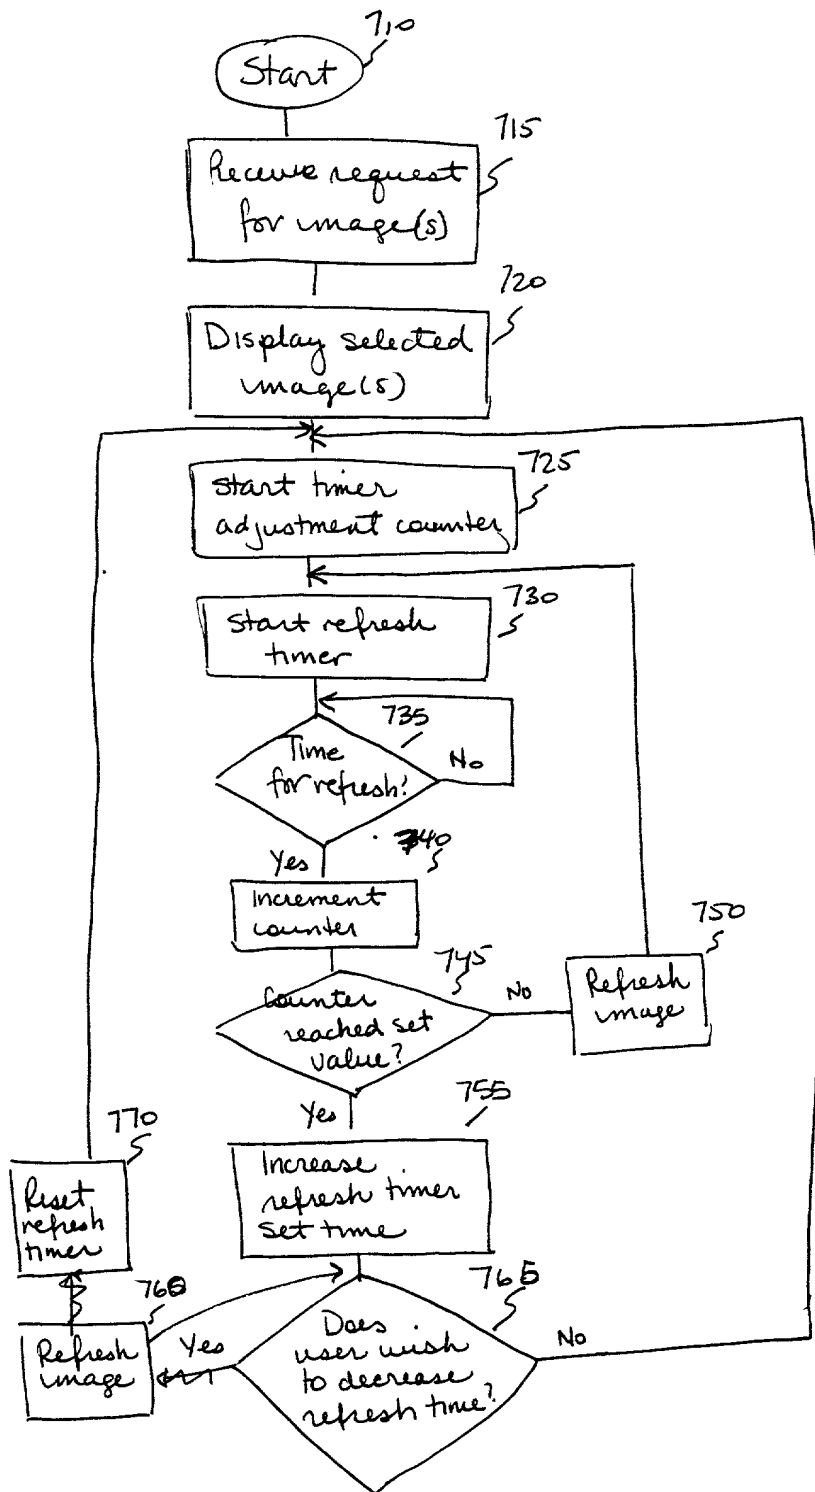 710
Start
715
Receive request
for image(s)
720
Display selected
image(s)
725
Start timer
adjustment counter
730
Start refresh
timer
735
Time
for refresh?
No
Yes
740
Increment
counter
745
Counter
reached set
value?
No
750
Refresh
image
Yes
755
Increase
refresh timer
set time
770
Reset
refresh
timer
760
Refresh
image
Yes
765
Does
user wish
to decrease
refresh time?
No